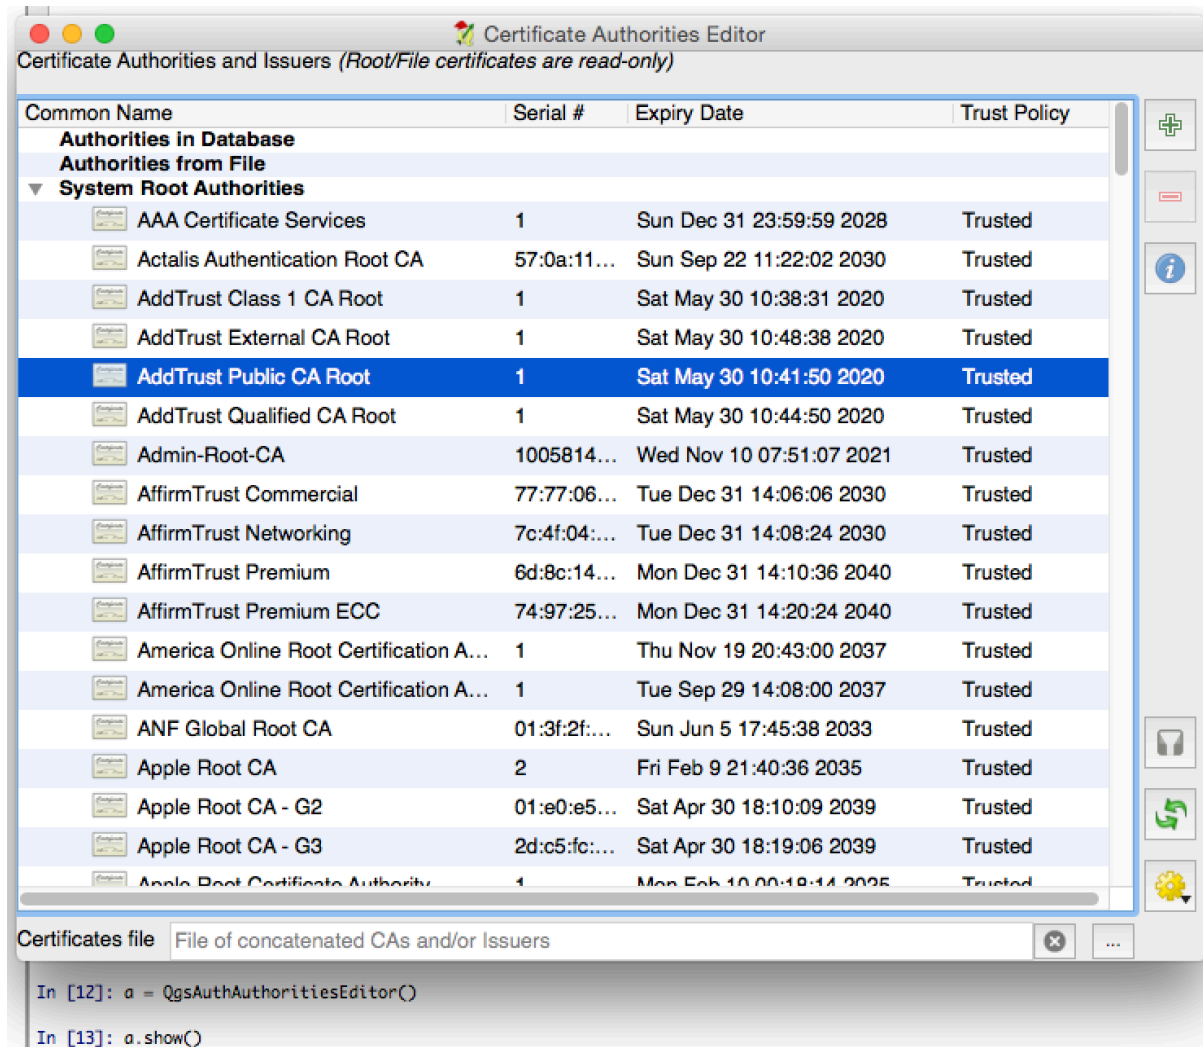 Certificate Authorities Editor
Certificate Authorities and Issuers (Root/File certificates are read-only)
Common Name Serial # Expiry Date Trust Policy
Authorities in Database
Authorities from File
System Root Authorities
AAA Certificate Services 1 Sun Dec 31 23:59:59 2028 Trusted
Actalis Authentication Root CA 57:0a:11... Sun Sep 22 11:22:02 2030 Trusted
AddTrust Class 1 CA Root 1 Sat May 30 10:38:31 2020 Trusted
AddTrust External CA Root 1 Sat May 30 10:48:38 2020 Trusted
AddTrust Public CA Root 1 Sat May 30 10:41:50 2020 Trusted
AddTrust Qualified CA Root 1 Sat May 30 10:44:50 2020 Trusted
Admin-Root-CA 1005814... Wed Nov 10 07:51:07 2021 Trusted
AffirmTrust Commercial 77:77:06... Tue Dec 31 14:06:06 2030 Trusted
AffirmTrust Networking 7c:4f:04:... Tue Dec 31 14:08:24 2030 Trusted
AffirmTrust Premium 6d:8c:14... Mon Dec 31 14:10:36 2040 Trusted
AffirmTrust Premium ECC 74:97:25... Mon Dec 31 14:20:24 2040 Trusted
America Online Root Certification A... 1 Thu Nov 19 20:43:00 2037 Trusted
America Online Root Certification A... 1 Tue Sep 29 14:08:00 2037 Trusted
ANF Global Root CA 01:3f:2f:... Sun Jun 5 17:45:38 2033 Trusted
Apple Root CA 2 Fri Feb 9 21:40:36 2035 Trusted
Apple Root CA - G2 01:e0:e5... Sat Apr 30 18:10:09 2039 Trusted
Apple Root CA - G3 2d:c5:fc:... Sat Apr 30 18:19:06 2039 Trusted
Apple Root Certificate Authority 1 Mon Feb 10 00:18:14 2025 Trusted
Certificates file File of concatenated CAs and/or Issuers ...
In [12]: a = QgsAuthAuthoritiesEditor()
In [13]: a.show()